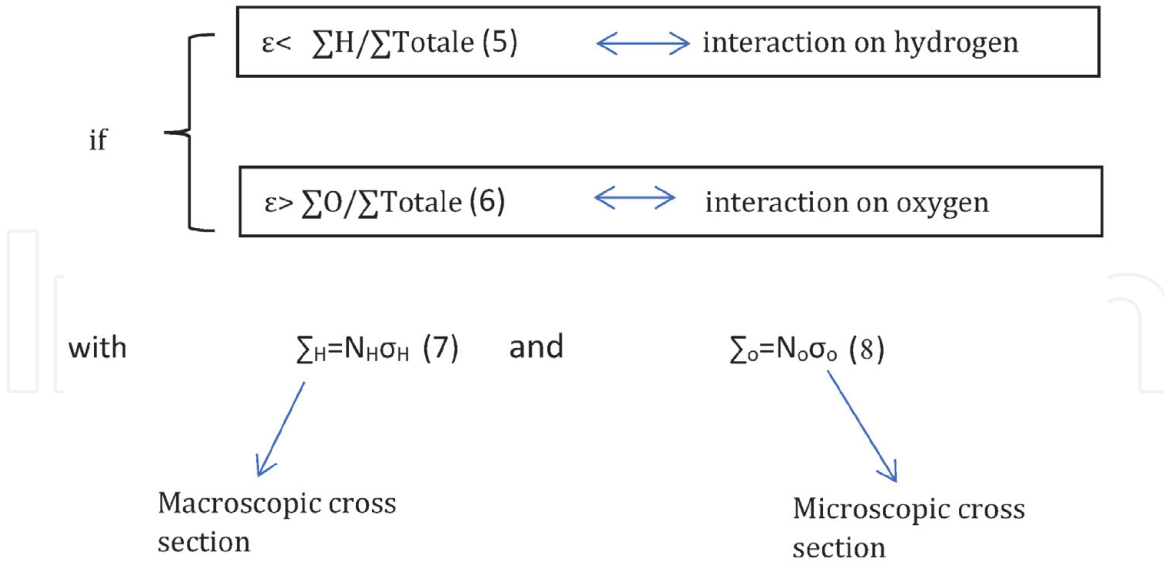 ε< ∑H/∑Totale (5) interaction on hydrogen
if
ε> ∑O/∑Totale (6) interaction on oxygen
with ∑H=NHσH (7) and ∑o=Noσo (8)
Macroscopic cross
section
Microscopic cross
section